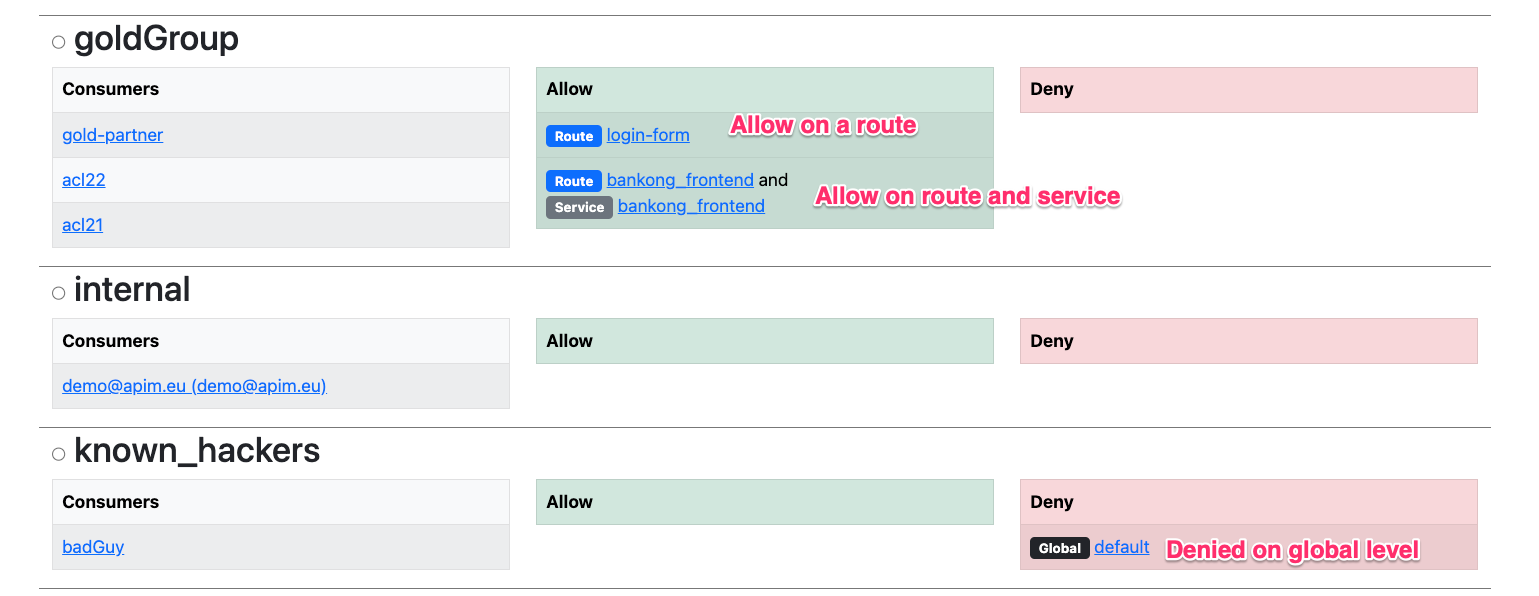 goldGroup
Consumers
Allow
Deny
gold-partner
Route login-form
Allow on a route
acl22
Route bankong_frontend and
Service bankong_frontend
Allow on route and service
acl21
internal
Consumers
Allow
Deny
demo@apim.eu (demo@apim.eu)
known_hackers
Consumers
Allow
Deny
badGuy
Global default
Denied on global level